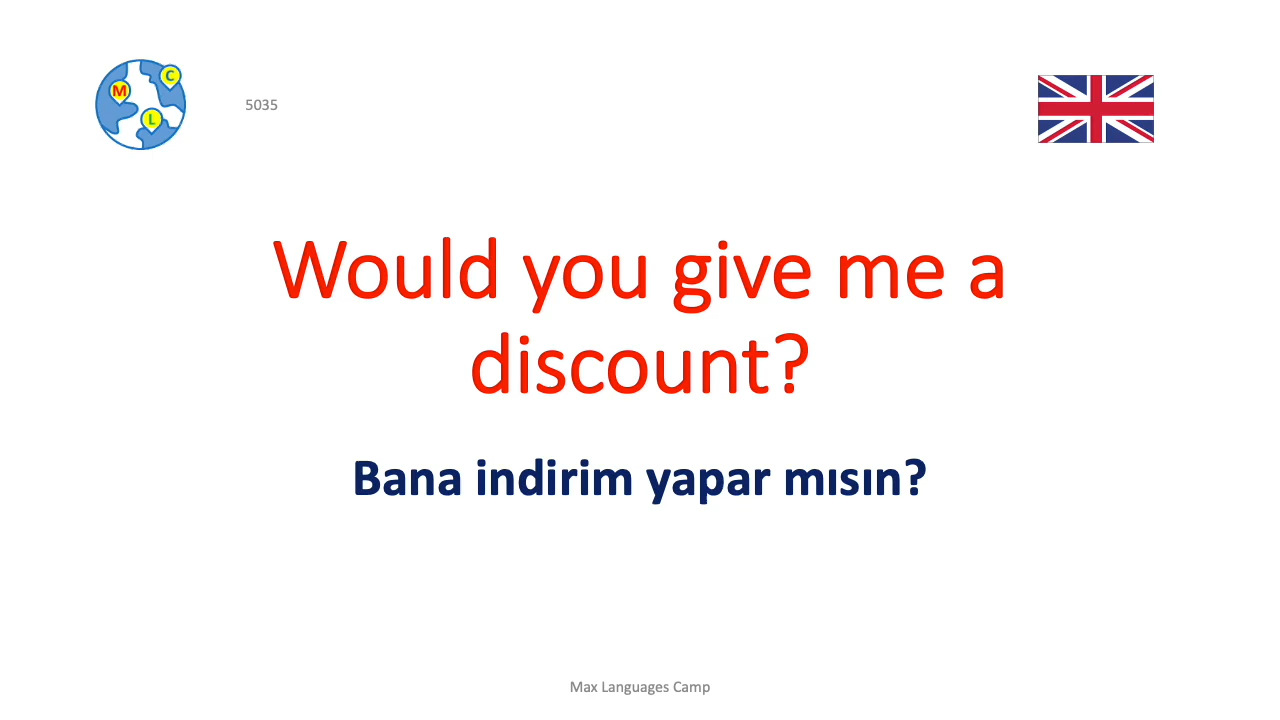 M
C
L
5035
Would you give me a
discount?
Bana indirim yapar mısın?
Max Languages Camp